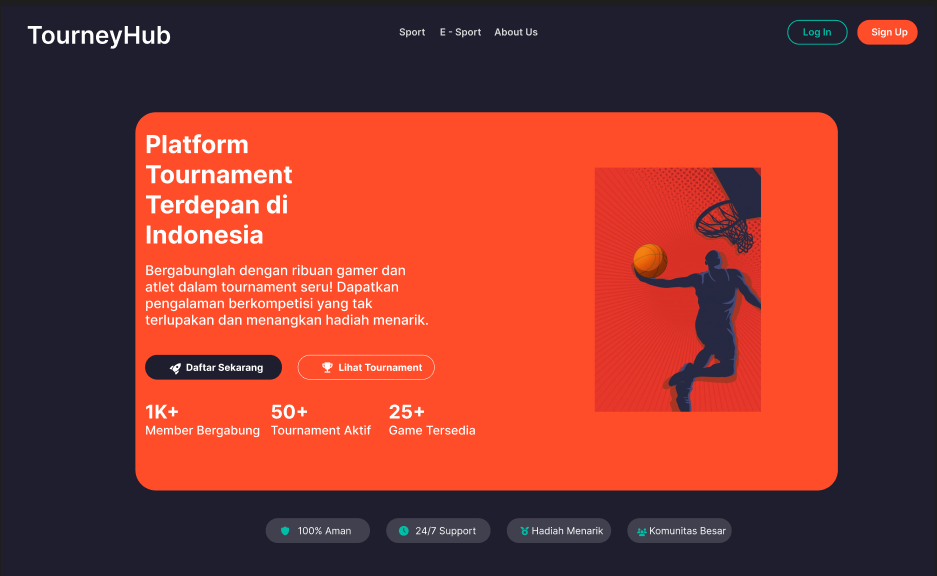 TourneyHub
Sport
E - Sport
About Us
Log In
Sign Up
Platform
Tournament
Terdepan di
Indonesia
Bergabunglah dengan ribuan gamer dan
atlet dalam tournament seru! Dapatkan
pengalaman berkompetisi yang tak
terlupakan dan menangkan hadiah menarik.
Daftar Sekarang
Lihat Tournament
1K+
Member Bergabung
50+
Tournament Aktif
25+
Game Tersedia
100% Aman
24/7 Support
Hadiah Menarik
Komunitas Besar